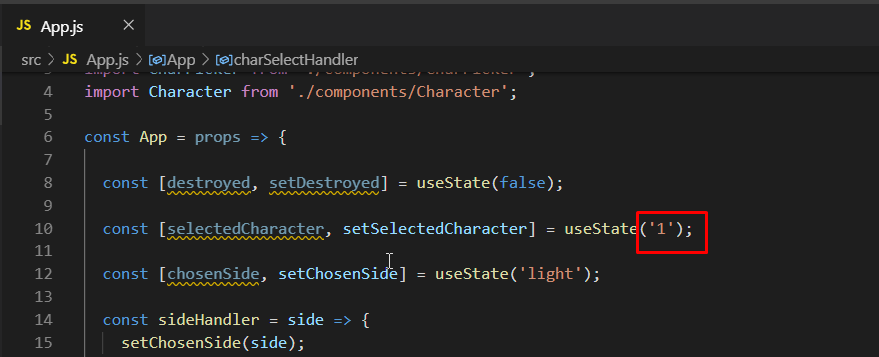 JS App.js ×
src > JS App.js > App > charSelectHandler
4 import Character from './components/Character';
5
6 const App = props => {
7
8 const [destroyed, setDestroyed] = useState(false);
9
10 const [selectedCharacter, setSelectedCharacter] = useState('1');
11
12 const [chosenSide, setChosenSide] = useState('light');
13
14 const sideHandler = side => {
15 setChosenSide(side);